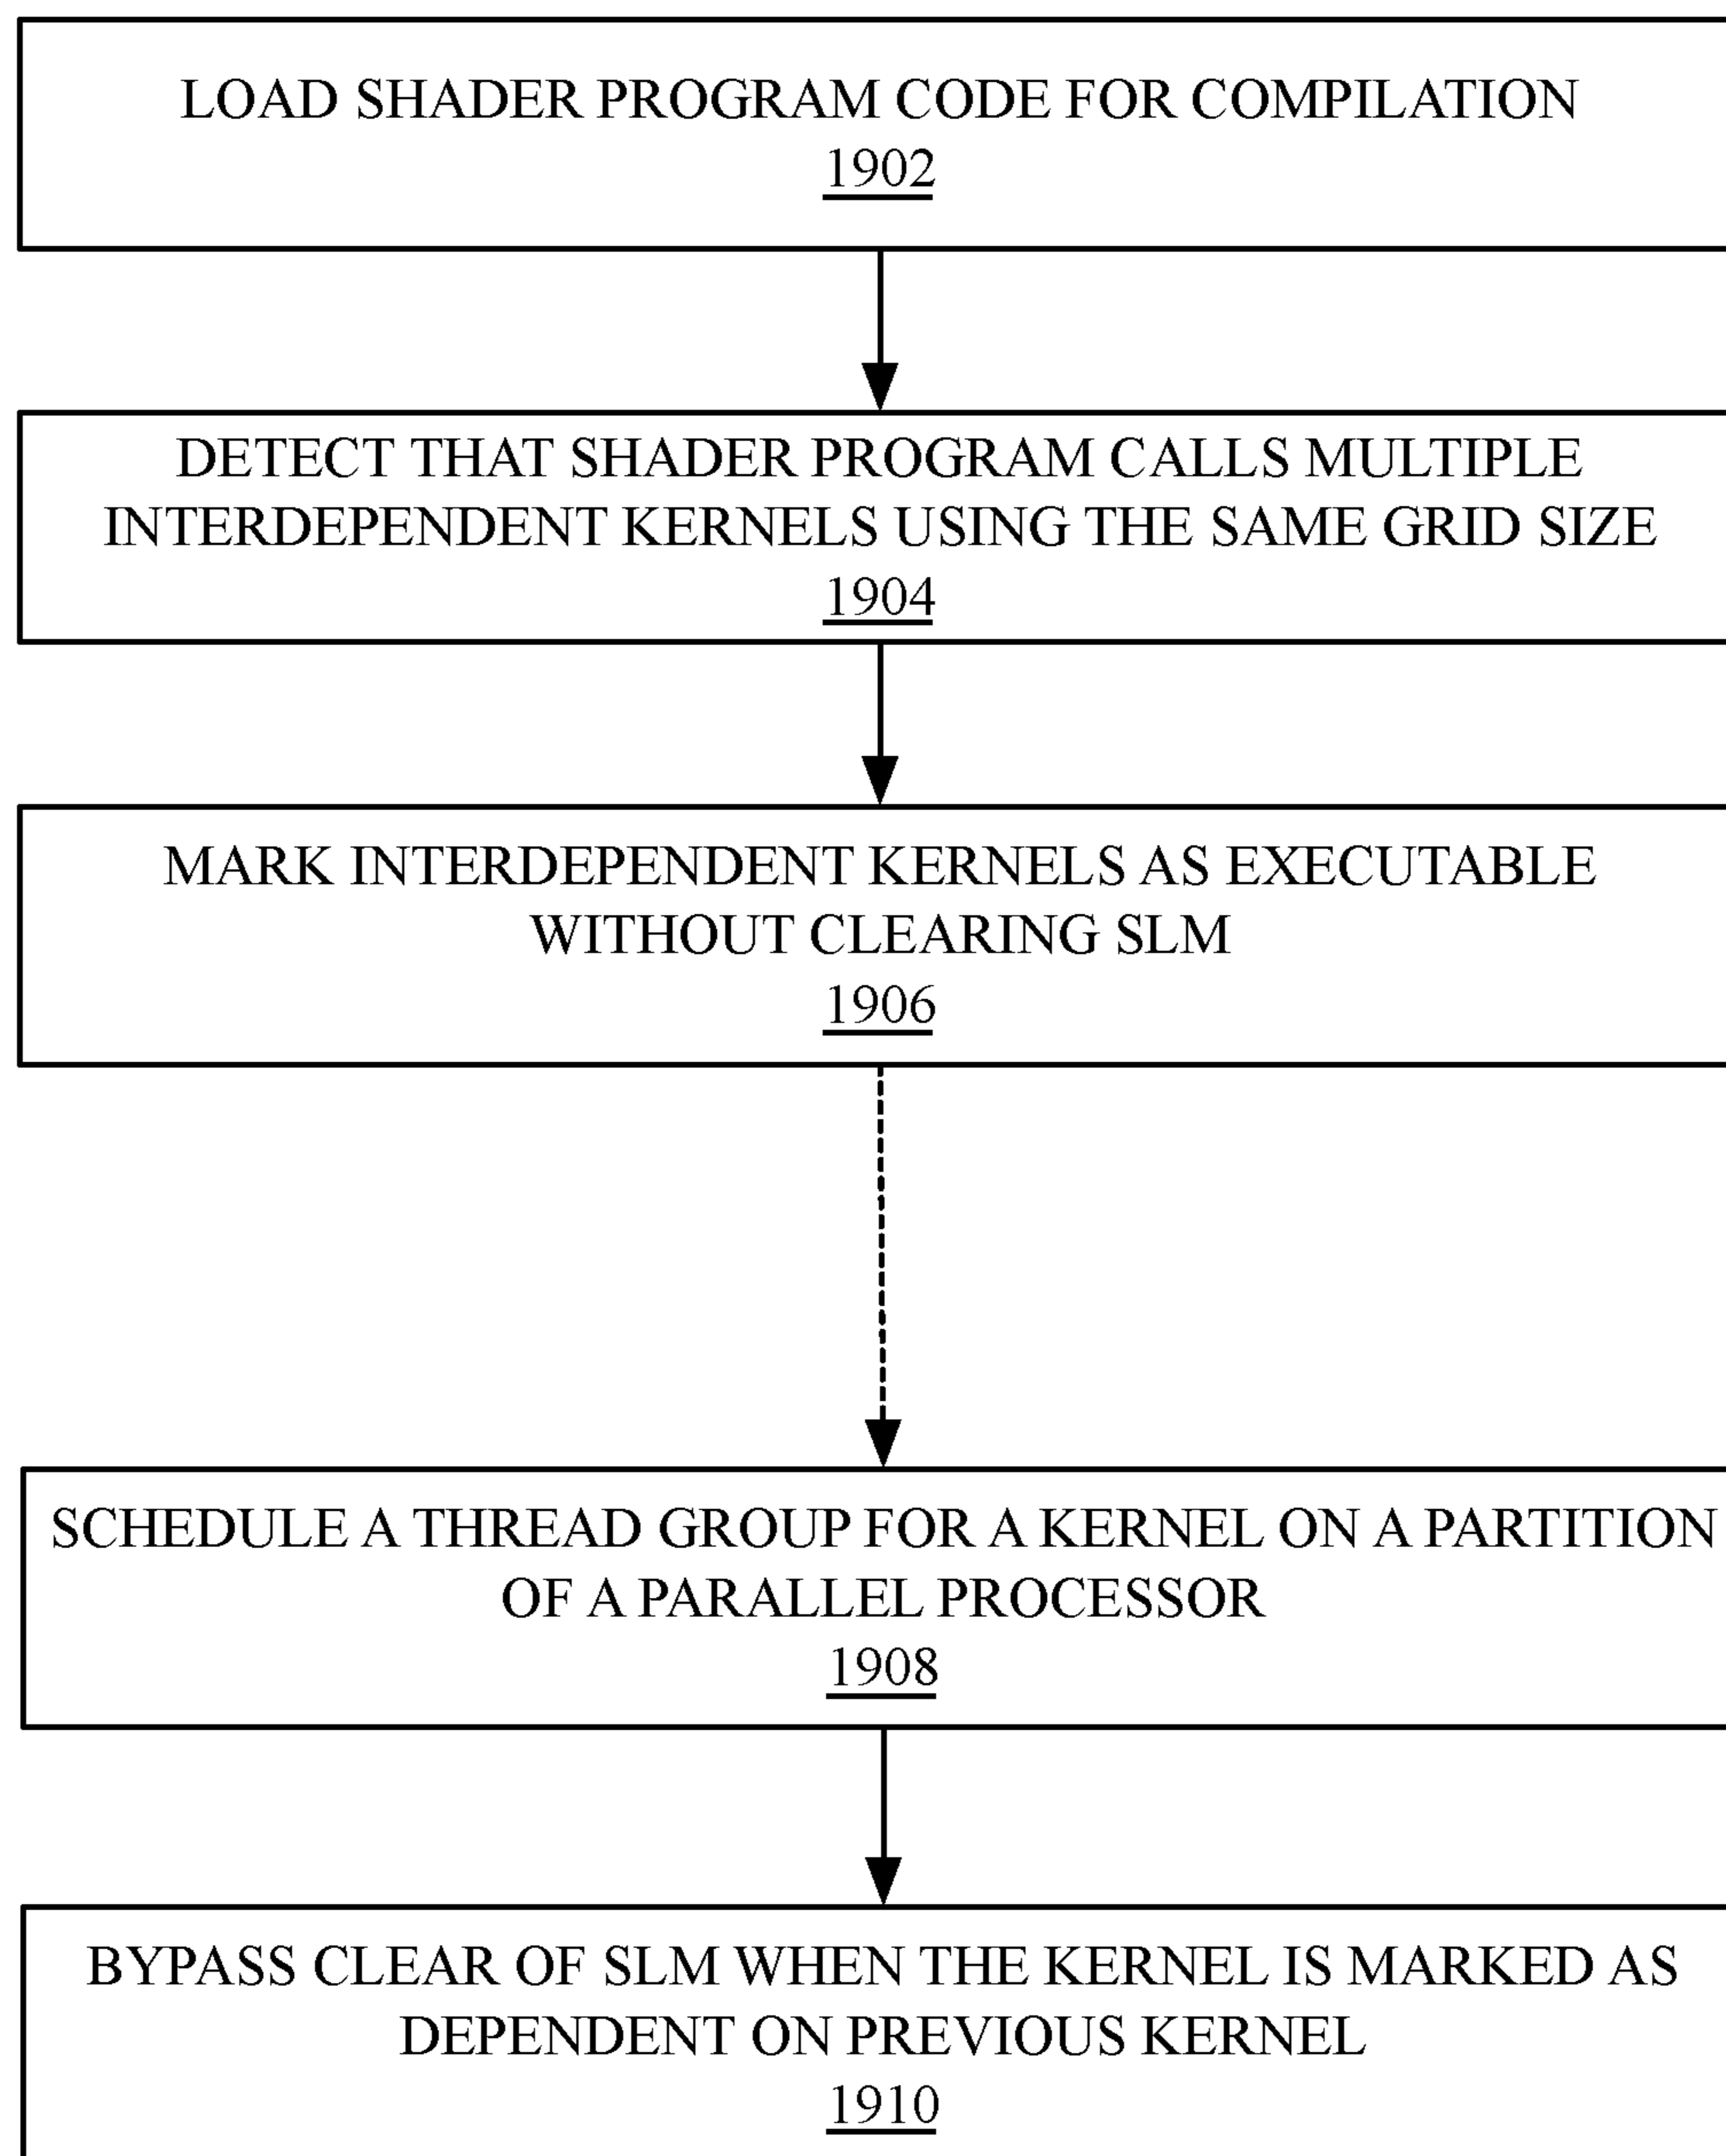 LOAD SHADER PROGRAM CODE FOR COMPILATION
1902
DETECT THAT SHADER PROGRAM CALLS MULTIPLE
INTERDEPENDENT KERNELS USING THE SAME GRID SIZE
1904
MARK INTERDEPENDENT KERNELS AS EXECUTABLE
WITHOUT CLEARING SLM
1906
SCHEDULE A THREAD GROUP FOR A KERNEL ON A PARTITION
OF A PARALLEL PROCESSOR
1908
BYPASS CLEAR OF SLM WHEN THE KERNEL IS MARKED AS
DEPENDENT ON PREVIOUS KERNEL
1910